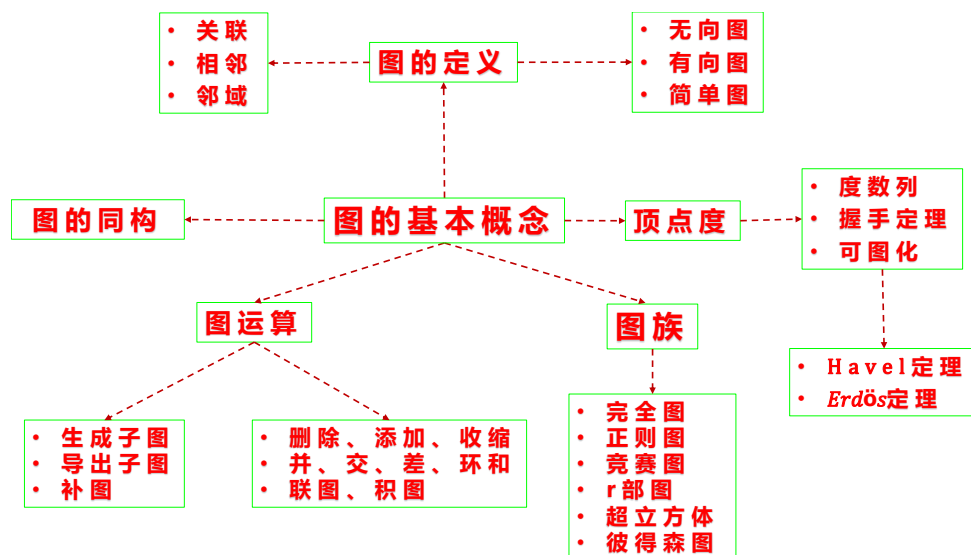 • 关联
• 相邻
• 邻域
图的定义
• 无向图
• 有向图
• 简单图
图的同构
图的基本概念
顶点度
• 度数列
• 握手定理
• 可图化
图运算
图族
• Havel定理
• Erdös定理
• 生成子图
• 导出子图
• 补图
• 删除、添加、收缩
• 并、交、差、环和
• 联图、积图
• 完全图
• 正则图
• 竞赛图
• r部图
• 超立方体
• 彼得森图